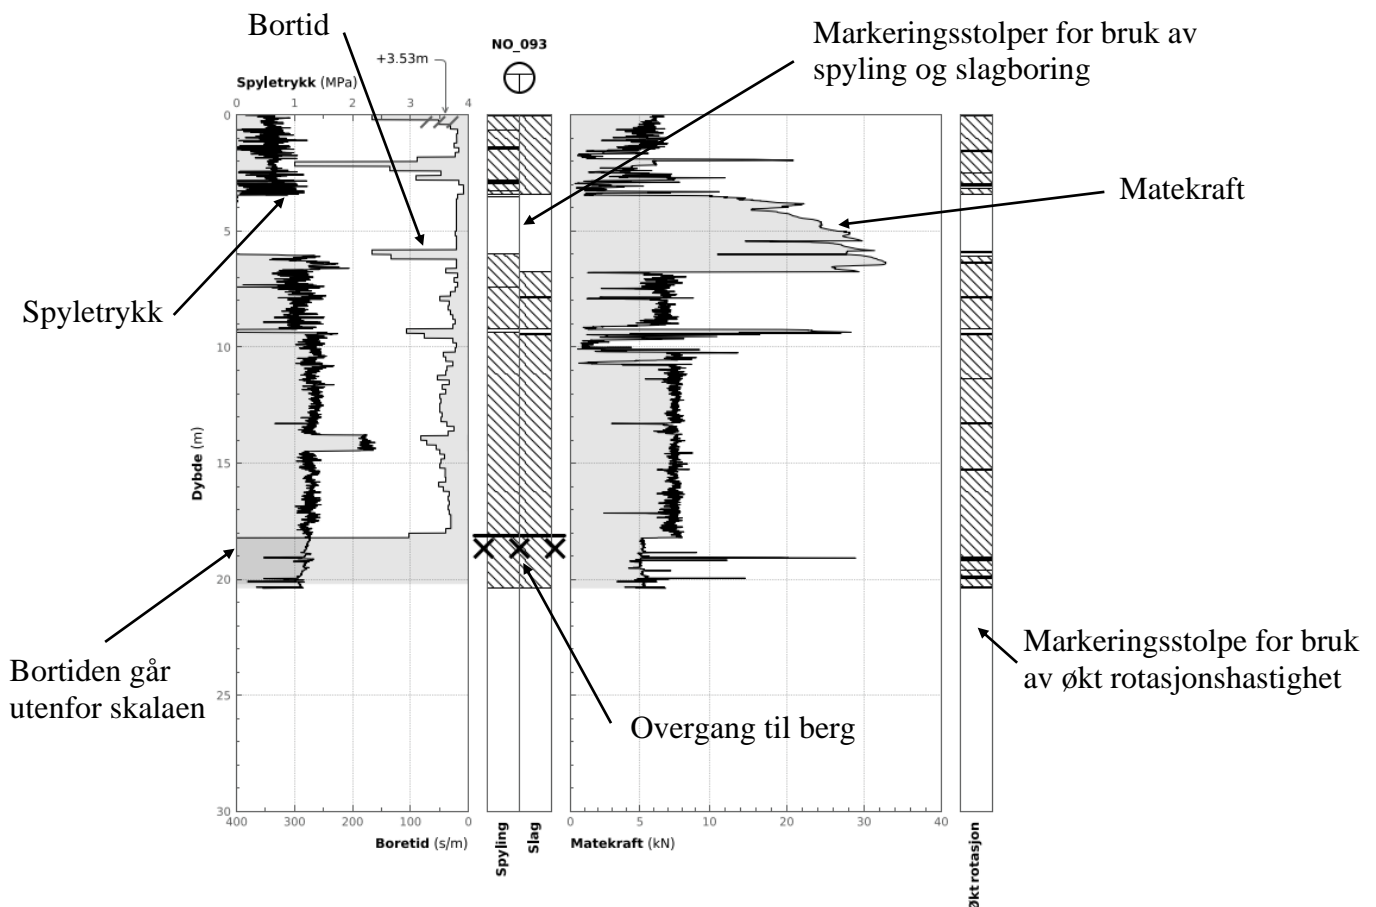 Bortid
NO_093
Markeringsstolper for bruk av
spyling og slagboring
+3.53m
Spyletrykk (MPa)
0 1 2 3 4
0
5
10
15
20
25
30
Dybde (m)
Matekraft
Spyletrykk
Bortiden går
utenfor skalaen
Markeringsstolpe for bruk
av økt rotasjonshastighet
Overgang til berg
400 300 200 100 0
Boretid (s/m)
Spyling
Slag
0 5 10 20 30 40
Matekraft (kN)
Økt rotasjon